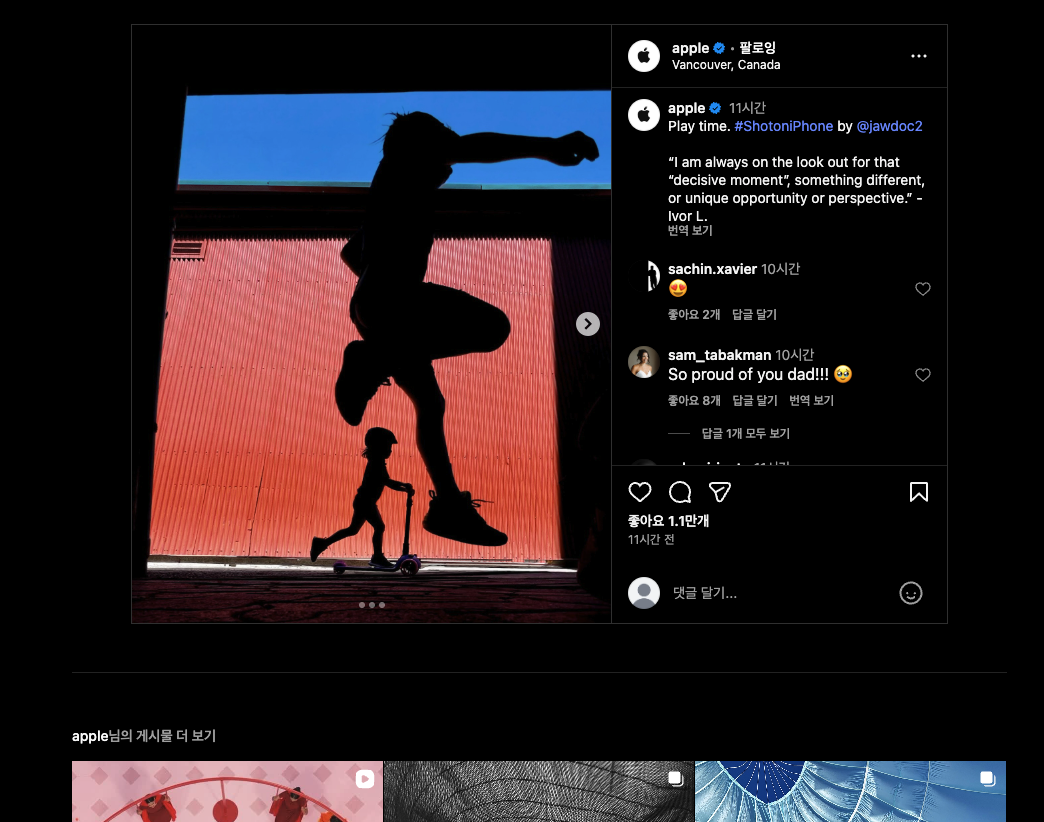 apple • 팔로잉
Vancouver, Canada
apple 11시간
Play time. #ShotoniPhone by @jawdoc2
“I am always on the look out for that
“decisive moment”, something different,
or unique opportunity or perspective.” -
Ivor L.
번역 보기
sachin.xavier 10시간
😍
좋아요 2개 답글 달기
sam_tabakman 10시간
So proud of you dad!!! 🥹
좋아요 8개 답글 달기 번역 보기
답글 1개 모두 보기
좋아요 1.1만개
11시간 전
댓글 달기...
apple님의 게시물 더 보기